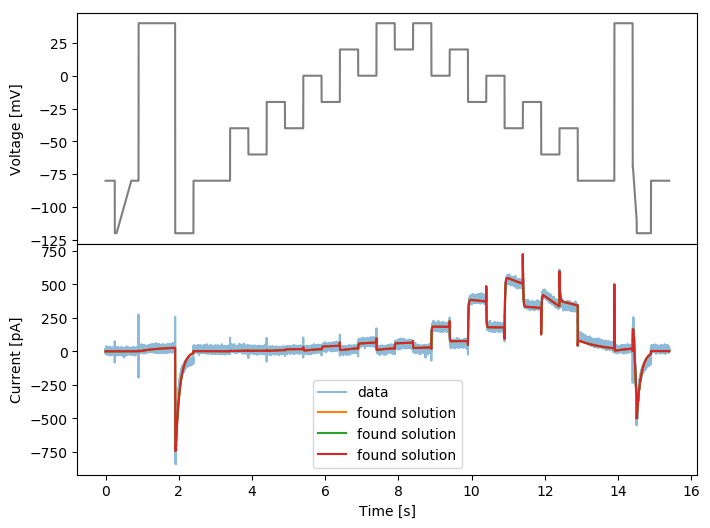 Voltage [mV]
25
0
−25
−50
−75
−100
−125
Current [pA]
750
500
250
0
−250
−500
−750
data
found solution
found solution
found solution
0 2 4 6 8 10 12 14 16
Time [s]